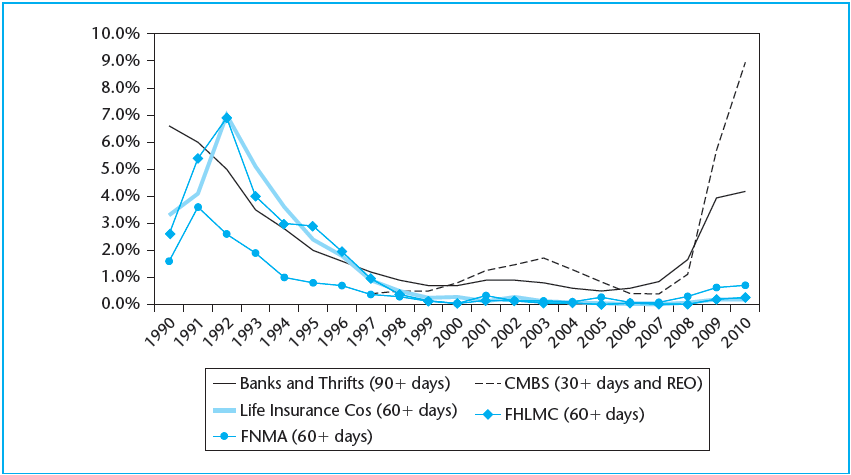 10.0%
9.0%
8.0%
7.0%
6.0%
5.0%
4.0%
3.0%
2.0%
1.0%
0.0%
1990 1991 1992 1993 1994 1995 1996 1997 1998 1999 2000 2001 2002 2003 2004 2005 2006 2007 2008 2009 2010
Banks and Thrifts (90+ days) CMBS (30+ days and REO)
Life Insurance Cos (60+ days) FHLMC (60+ days)
FNMA (60+ days)